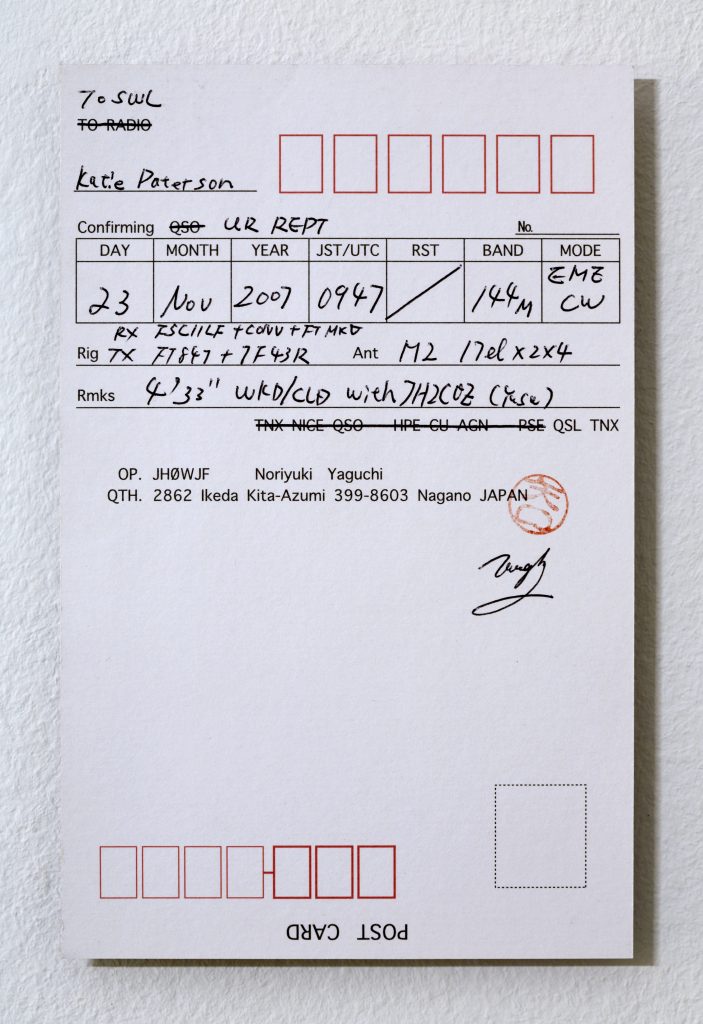 To SWL
TO RADIO
Katie Paterson
Confirming QSO UR REPT No.
DAY MONTH YEAR JST/UTC RST BAND MODE
23 Nov 2007 0947 / 144M EME CW
RX + CONV +
Rig TX FT847 + TF43R Ant M2 17el x2x4
Rmks 4'33" WKD/CLD with
TNX NICE QSO HPE CU AGN PSE QSL TNX
OP. JHØWJF Noriyuki Yaguchi
QTH. 2862 Ikeda Kita-Azumi 399-8603 Nagano JAPAN
POST CARD